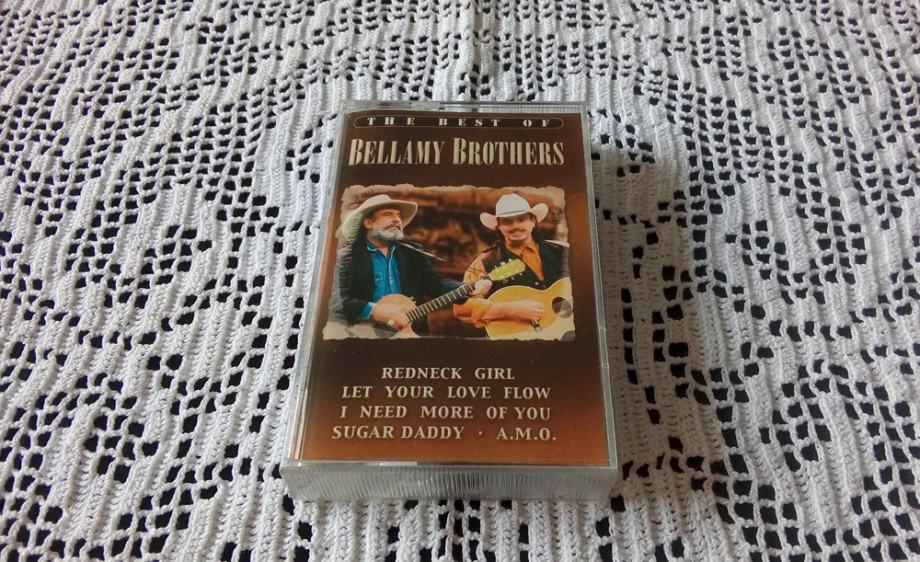 THE BEST OF
BELLAMY BROTHERS
REDNECK GIRL
LET YOUR LOVE FLOW
I NEED MORE OF YOU
SUGAR DADDY · A.M.O.